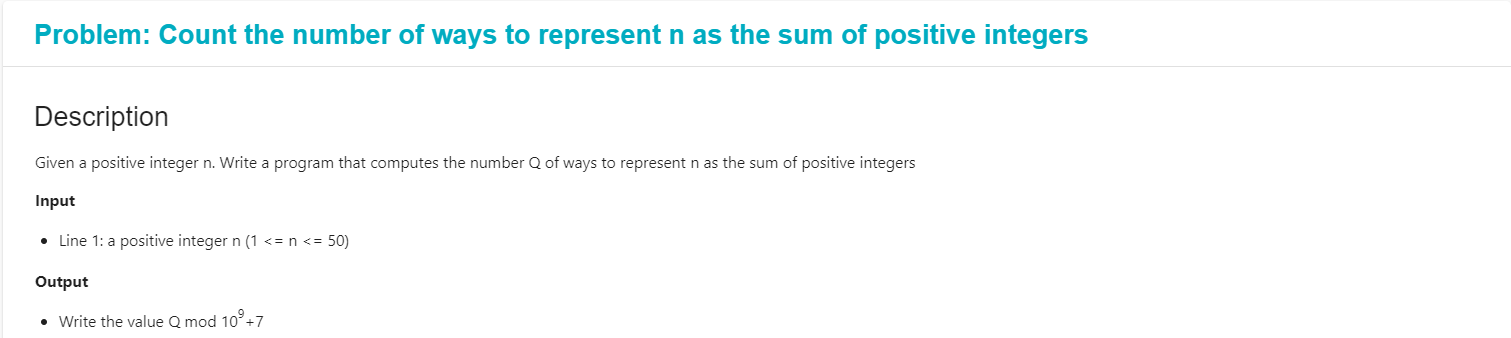 Problem: Count the number of ways to represent n as the sum of positive integers
Description
Given a positive integer n. Write a program that computes the number Q of ways to represent n as the sum of positive integers
Input
• Line 1: a positive integer n (1 <= n <= 50)
Output
• Write the value Q mod 10⁹+7